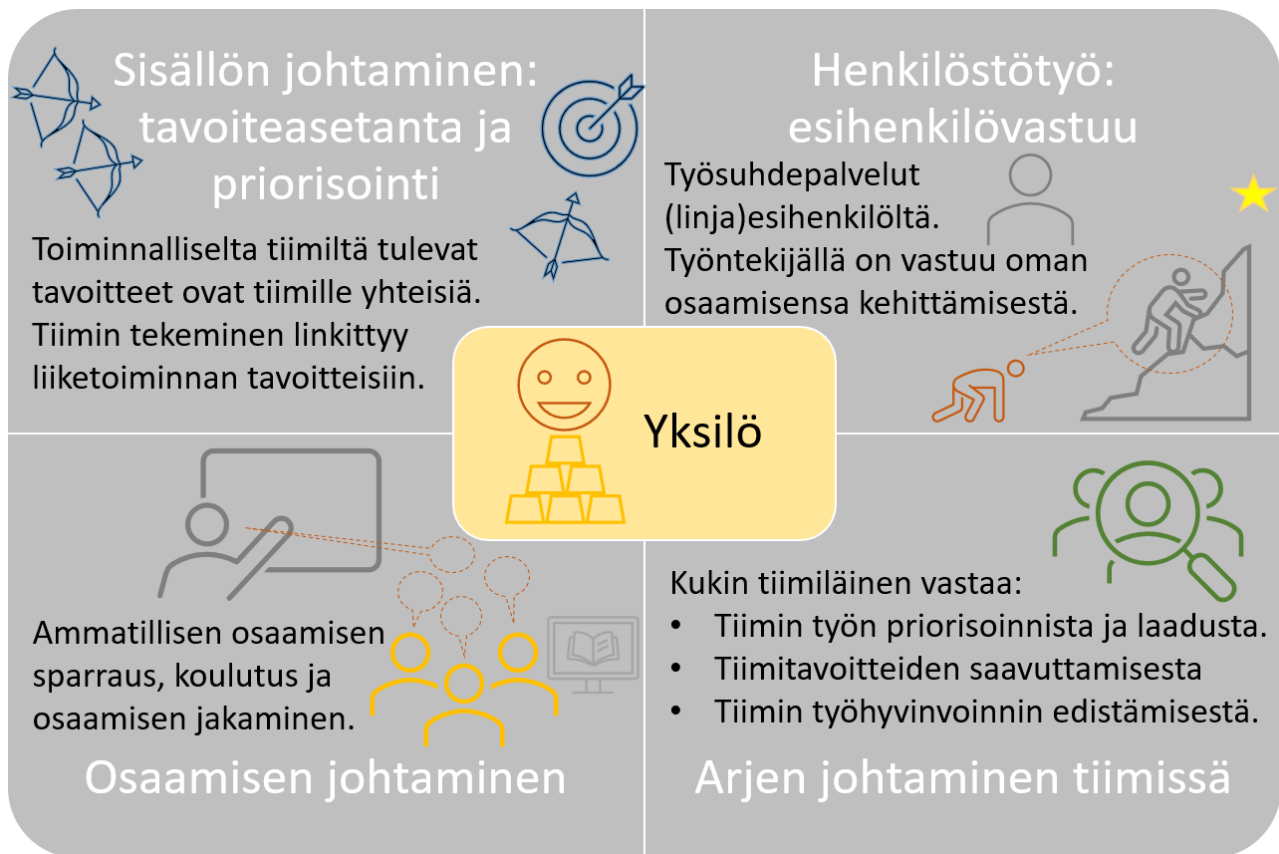 Sisällön johtaminen:
tavoiteasetanta ja
priorisointi
Toiminnalliselta tiimiltä tulevat
tavoitteet ovat tiimille yhteisiä.
Tiimin tekeminen linkittyy
liiketoiminnan tavoitteisiin.
Henkilöstötyö:
esihenkilövastuu
Työsuhdepalvelut
(linja)esihenkilöltä.
Työntekijällä on vastuu oman
osaamisensa kehittämisestä.
Yksilö
Ammatillisen osaamisen
sparraus, koulutus ja
osaamisen jakaminen.
Osaamisen johtaminen
Kukin tiimiläinen vastaa:
• Tiimin työn priorisoinnista ja laadusta.
• Tiimitavoitteiden saavuttamisesta
• Tiimin työhyvinvoinnin edistämisestä.
Arjen johtaminen tiimissä